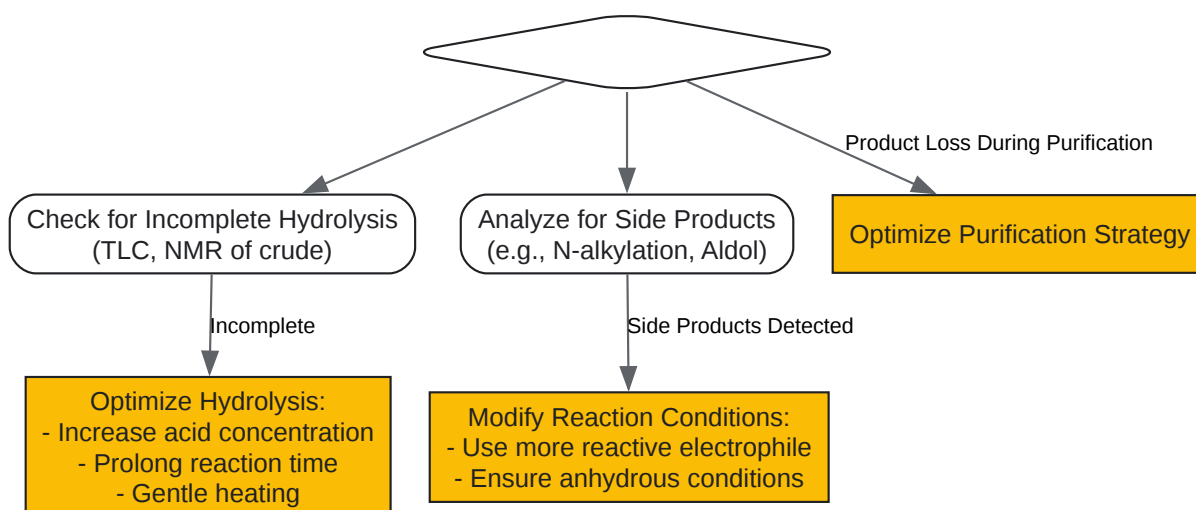 Product Loss During Purification
Check for Incomplete Hydrolysis
(TLC, NMR of crude)
Analyze for Side Products
(e.g., N-alkylation, Aldol)
Optimize Purification Strategy
Incomplete
Side Products Detected
Optimize Hydrolysis:
- Increase acid concentration
- Prolong reaction time
- Gentle heating
Modify Reaction Conditions:
- Use more reactive electrophile
- Ensure anhydrous conditions